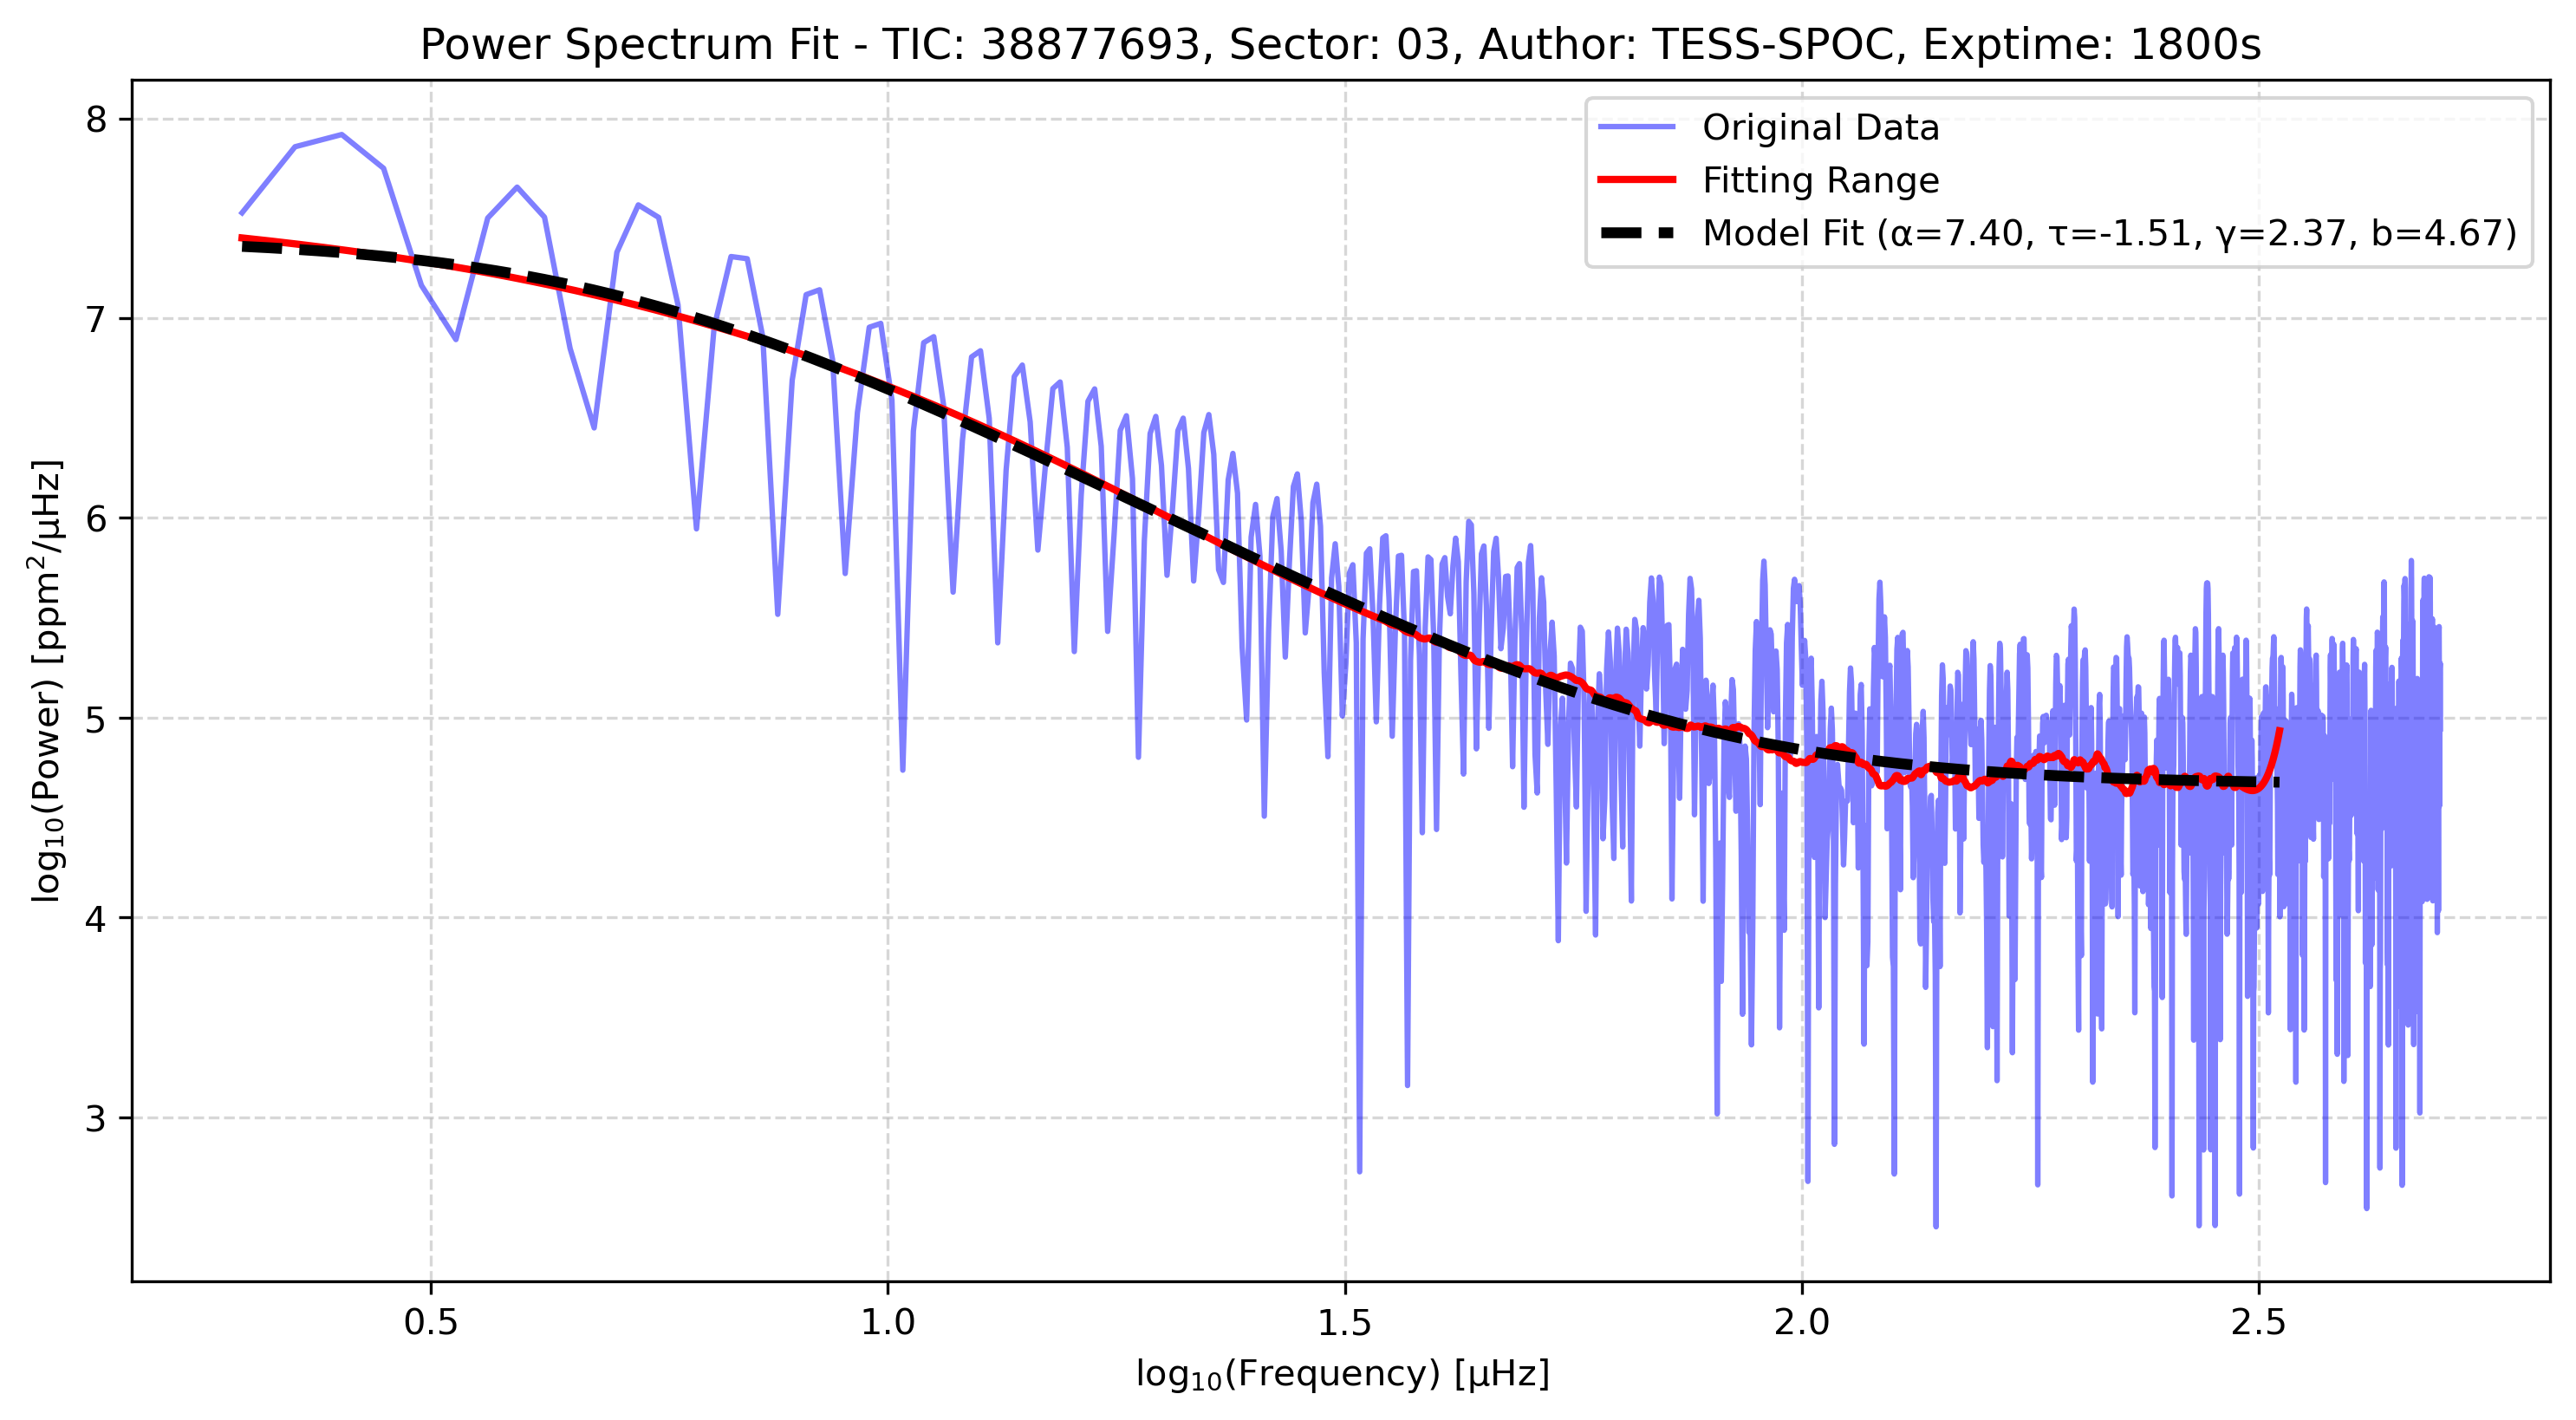 Power Spectrum Fit - TIC: 38877693, Sector: 03, Author: TESS-SPOC, Exptime: 1800s
Original Data
Fitting Range
Model Fit (α=7.40, τ=-1.51, γ=2.37, b=4.67)
log₁₀(Power) [ppm²/μHz]
8
7
6
5
4
3
0.5 1.0 1.5 2.0 2.5
log₁₀(Frequency) [μHz]